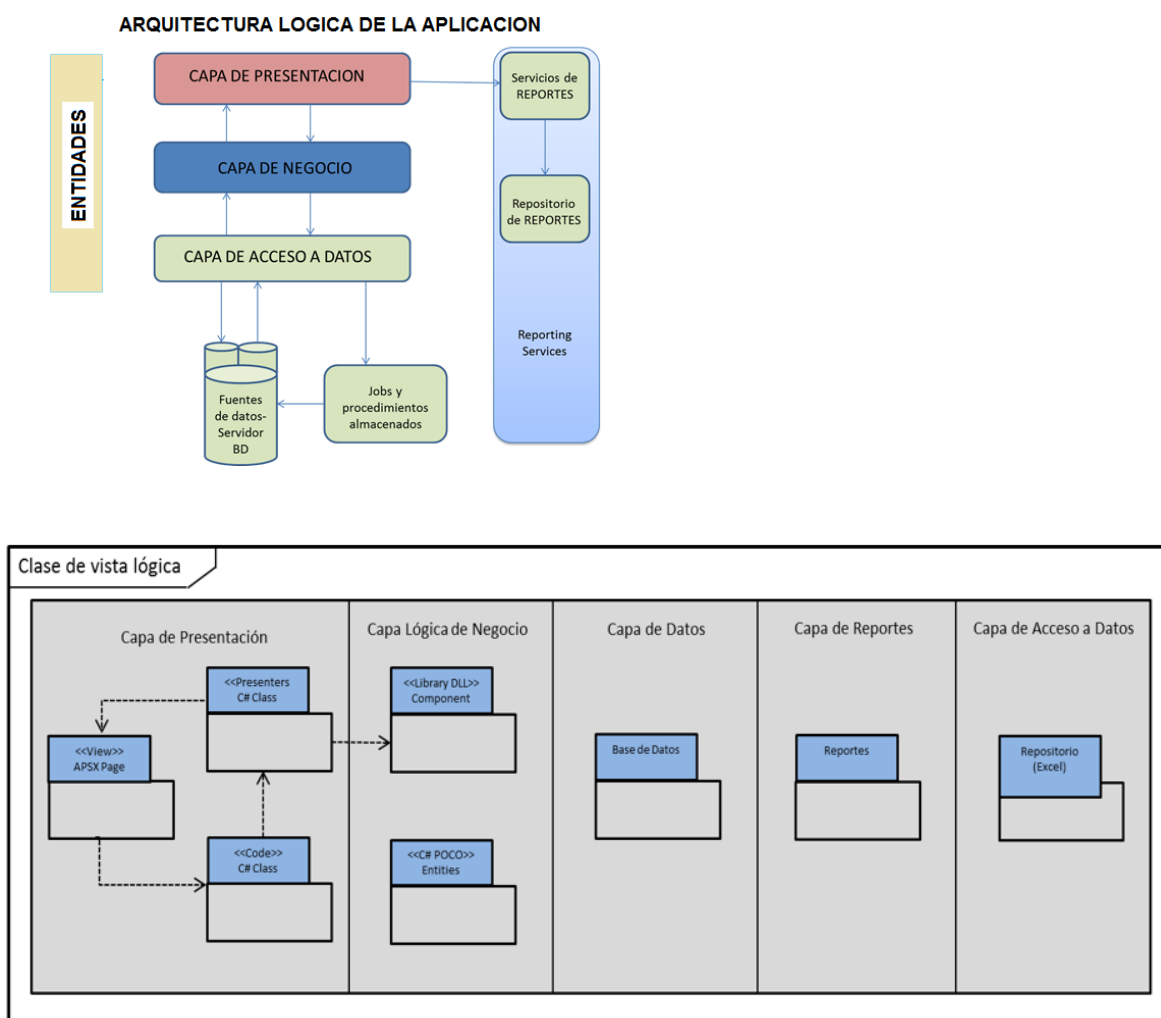 ARQUITECTURA LOGICA DE LA APLICACION
ENTIDADES
CAPA DE PRESENTACION
CAPA DE NEGOCIO
CAPA DE ACCESO A DATOS
Fuentes
de datos-
Servidor
BD
Jobs y
procedimientos
almacenados
Servicios de
REPORTES
Repositorio
de REPORTES
Reporting
Services
Clase de vista lógica
Capa de Presentación
<<Presenters
C# Class
<<View>>
APSX Page
<<Code>>
C# Class
Capa Lógica de Negocio
<<Library DLL>>
Component
<<C# POCO>>
Entities
Capa de Datos
Base de Datos
Capa de Reportes
Reportes
Capa de Acceso a Datos
Repositorio
(Excel)